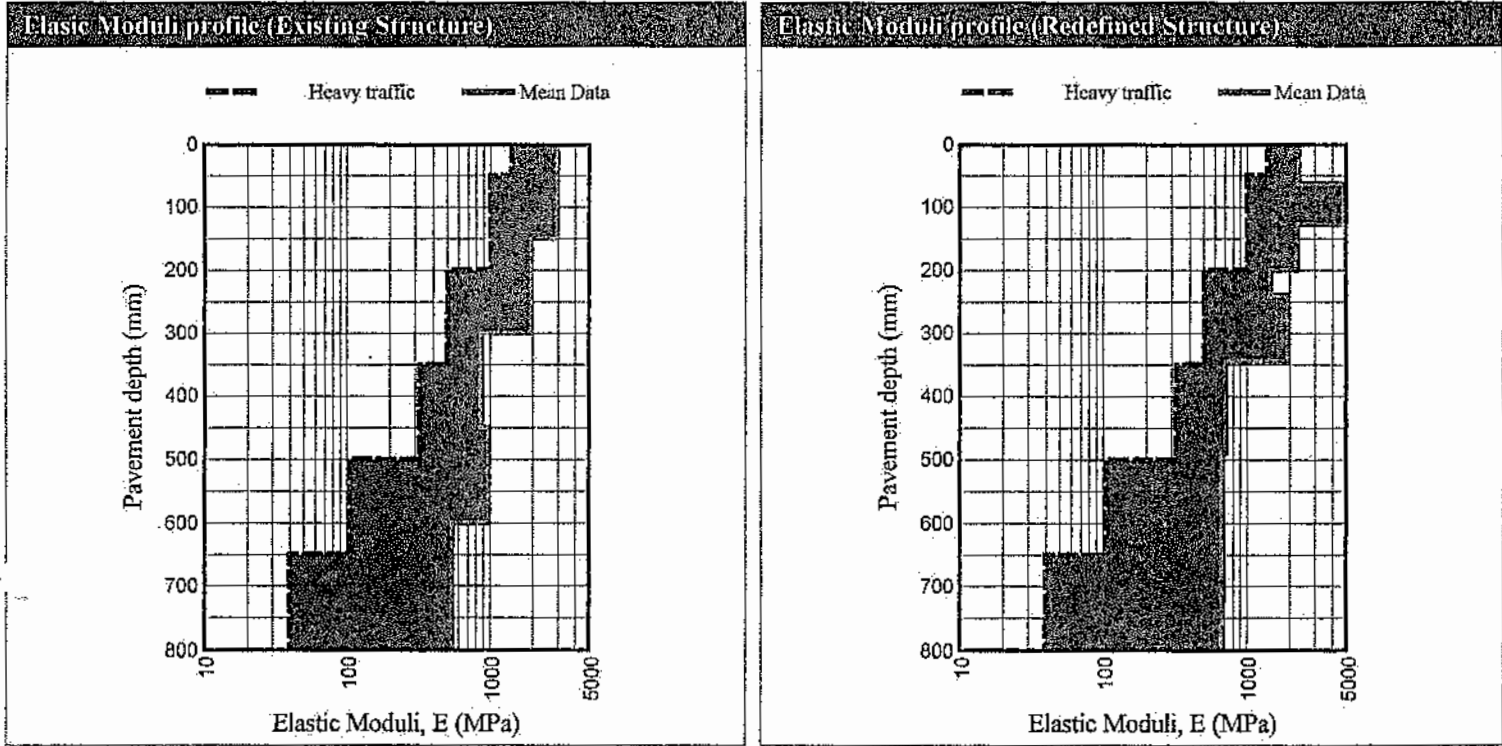 Elasic Moduli profile (Existing Structure)
Heavy traffic Mean Data
0
100
200
300
400
500
600
700
800
Pavement depth (mm)
10 100 1000 5000
Elastic Moduli, E (MPa)
Elastic Moduli profile (Redefined Structure)
Heavy traffic Mean Data
0
100
200
300
400
500
600
700
800
Pavement depth (mm)
10 100 1000 5000
Elastic Moduli, E (MPa)